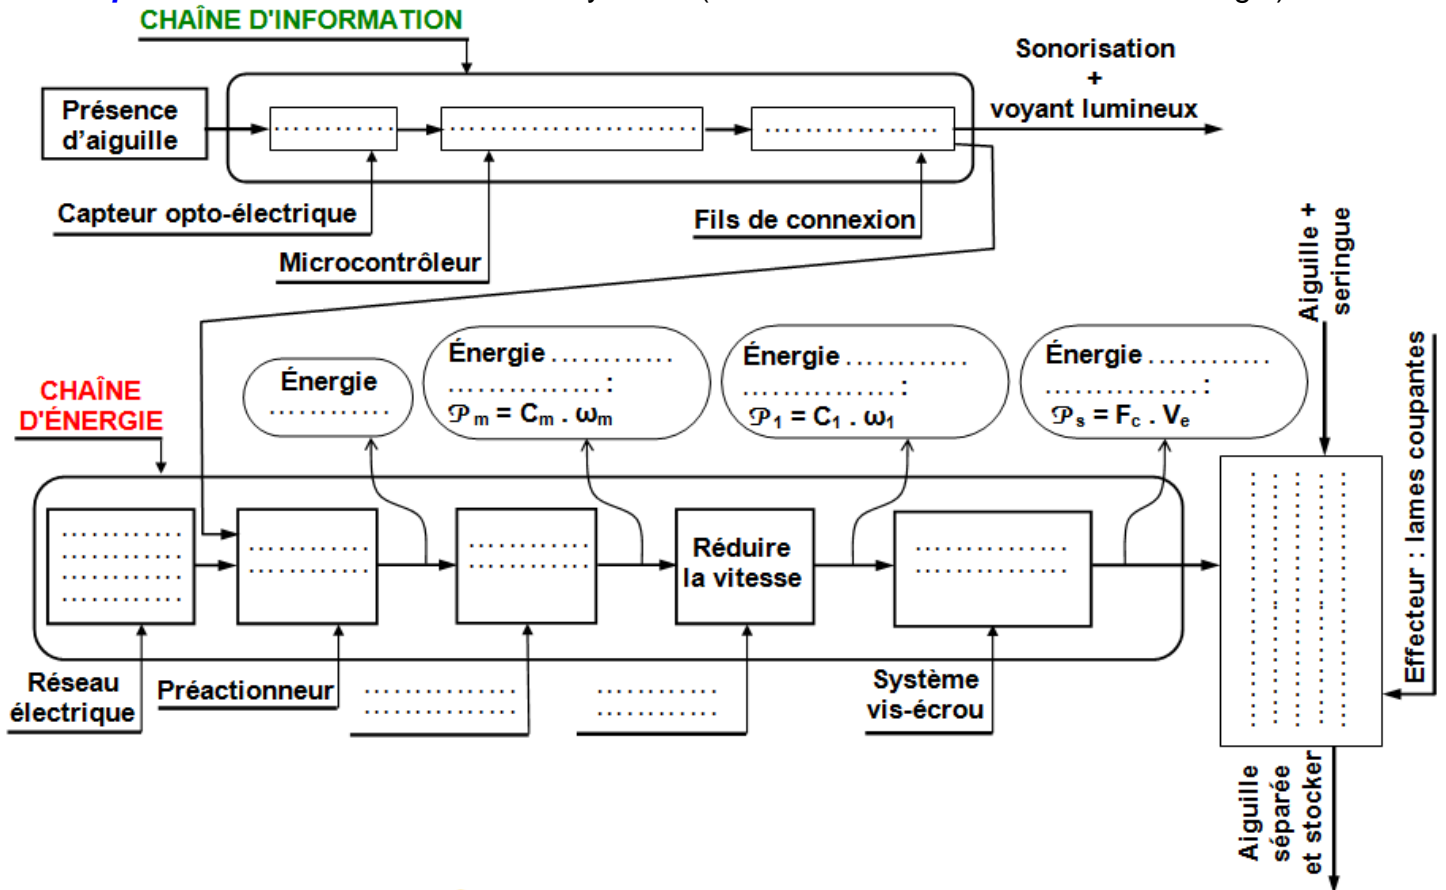 CHAÎNE D'INFORMATION
Sonorisation
+
voyant lumineux
Présence
d'aiguille
............
.........................
.................
Capteur opto-électrique
Fils de connexion
Microcontrôleur
Aiguille +
seringue
Énergie
............
Énergie ............
............... :
𝒫m = Cm . ωm
Énergie ............
............... :
𝒫1 = C1 . ω1
Énergie ............
............... :
𝒫s = Fc . Ve
CHAÎNE
D'ÉNERGIE
............
............
............
............
............
............
............
............
Réduire
la vitesse
...............
...............
Effecteur : lames coupantes
Réseau
électrique
Préactionneur
...............
...............
............
............
Système
vis-écrou
Aiguille
séparée
et stocker